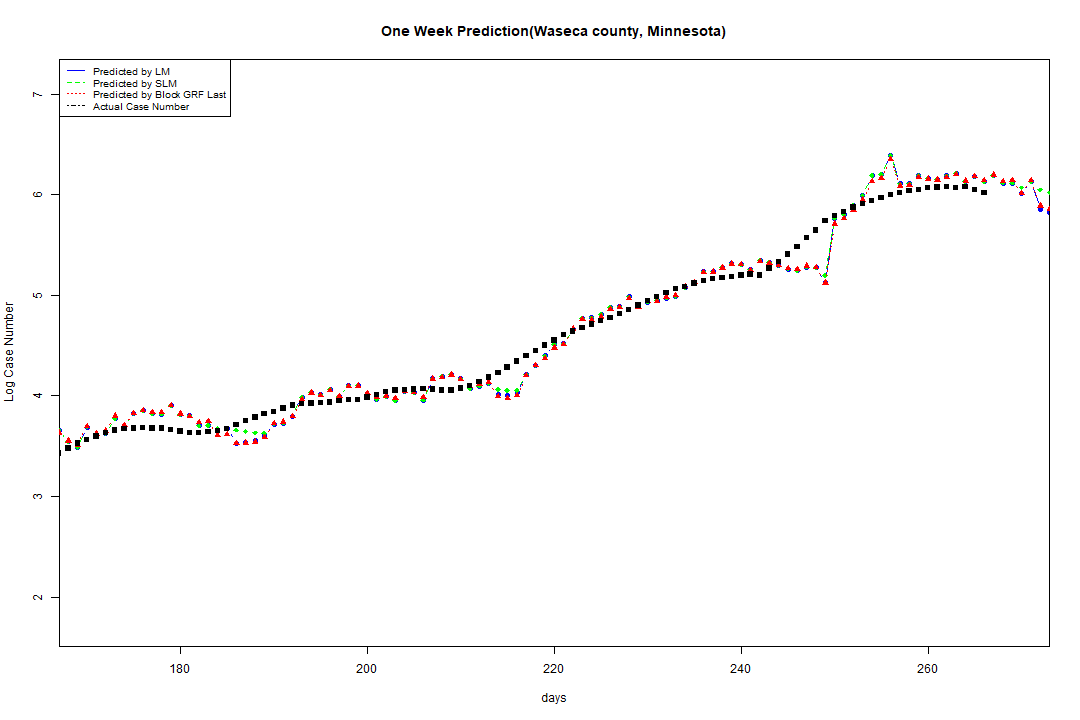 One Week Prediction(Waseca county, Minnesota)
Predicted by LM
Predicted by SLM
Predicted by Block GRF Last
Actual Case Number
7
6
5
4
3
2
Log Case Number
180 200 220 240 260
days